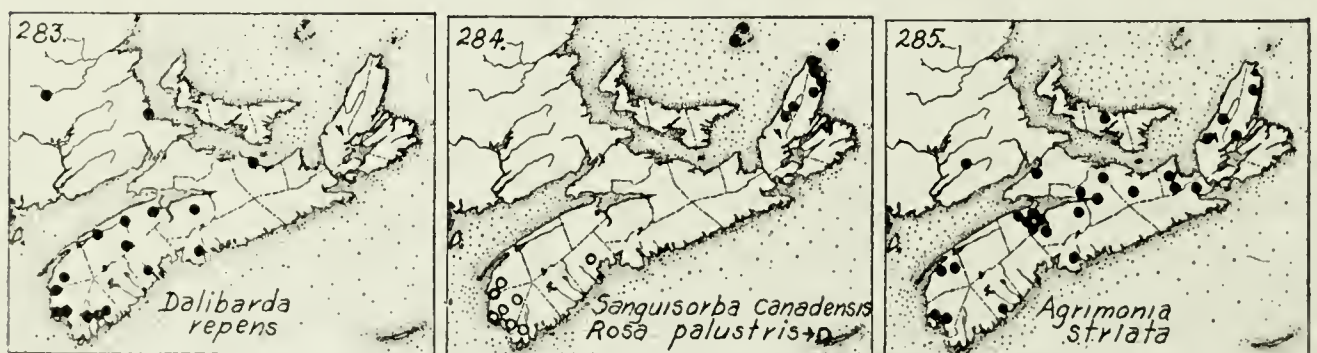 283.
Dalibarda
repens
284.
Sanguisorba Canadensis
Rosa palustris→
285.
Agrimonia
striata